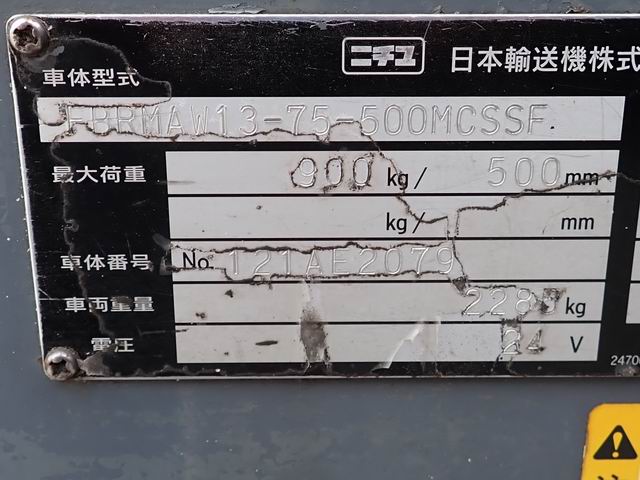 ニチユ 日本輸送機株式
車体型式
FBRMAW13-75-500MCSSF
最大荷重 900 kg/ 500 mm
kg/ mm
車体番号 No. 121AE2079
車両重量 2285 kg
電圧 24 V
2470